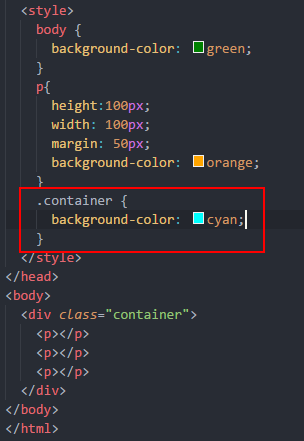 <style>
body {
background-color: green;
}
p{
height:100px;
width: 100px;
margin: 50px;
background-color: orange;
}
.container {
background-color: cyan;
}
</style>
</head>
<body>
<div class="container">
<p></p>
<p></p>
<p></p>
</div>
</body>
</html>